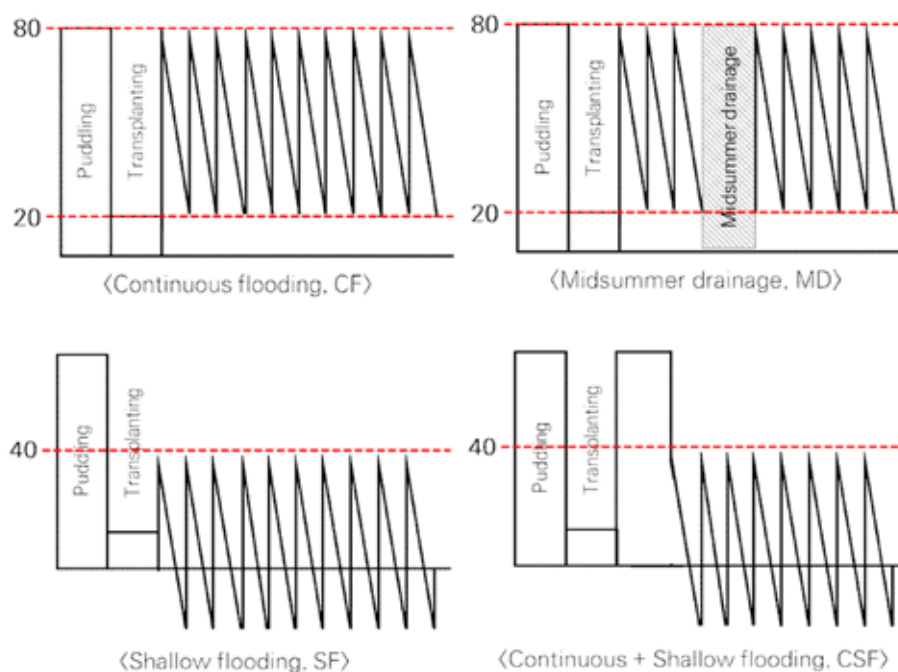 80
20
Puddling
Transplanting
〈Continuous flooding, CF〉
80
20
Puddling
Transplanting
Midsummer drainage
〈Midsummer drainage, MD〉
40
Puddling
Transplanting
〈Shallow flooding, SF〉
40
Puddling
Transplanting
〈Continuous + Shallow flooding, CSF〉